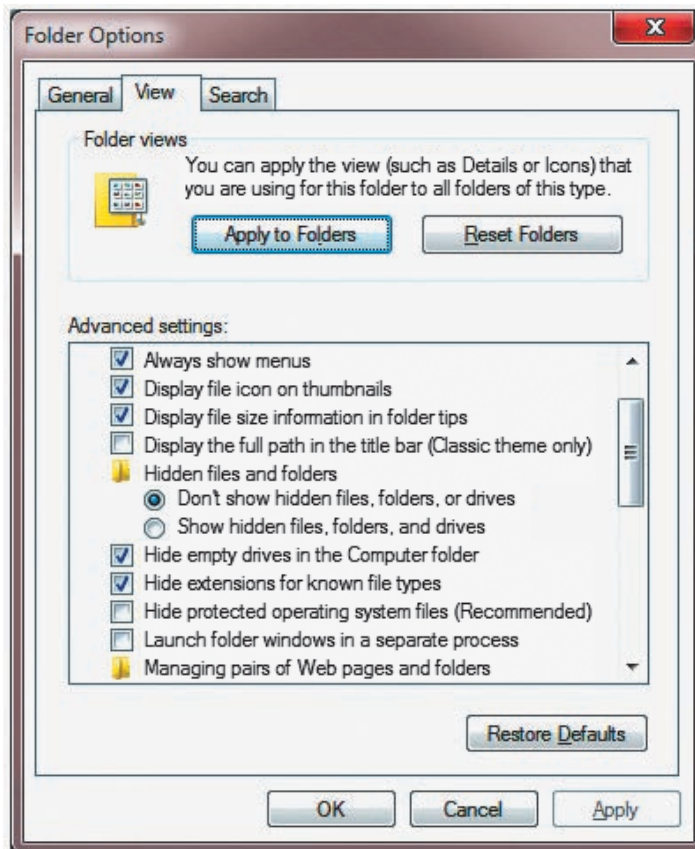 Folder Options
X
General
View
Search
Folder views
You can apply the view (such as Details or Icons) that
you are using for this folder to all folders of this type.
Apply to Folders
Reset Folders
Advanced settings:
Always show menus
Display file icon on thumbnails
Display file size information in folder tips
Display the full path in the title bar (Classic theme only)
Hidden files and folders
Don't show hidden files, folders, or drives
Show hidden files, folders, and drives
Hide empty drives in the Computer folder
Hide extensions for known file types
Hide protected operating system files (Recommended)
Launch folder windows in a separate process
Managing pairs of Web pages and folders
Restore Defaults
OK
Cancel
Apply